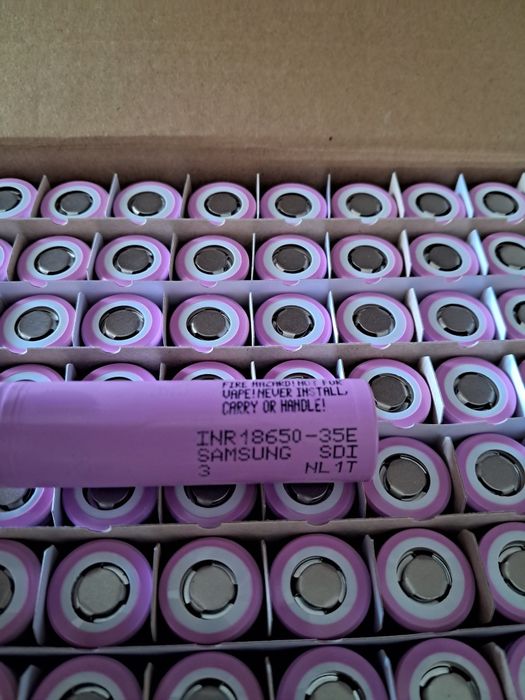 FIRE HAZARD! NOT FOR
VAPE! NEVER INSTALL,
CARRY OR HANDLE!
INR18650-35E
SAMSUNG SDI
3 NL1T